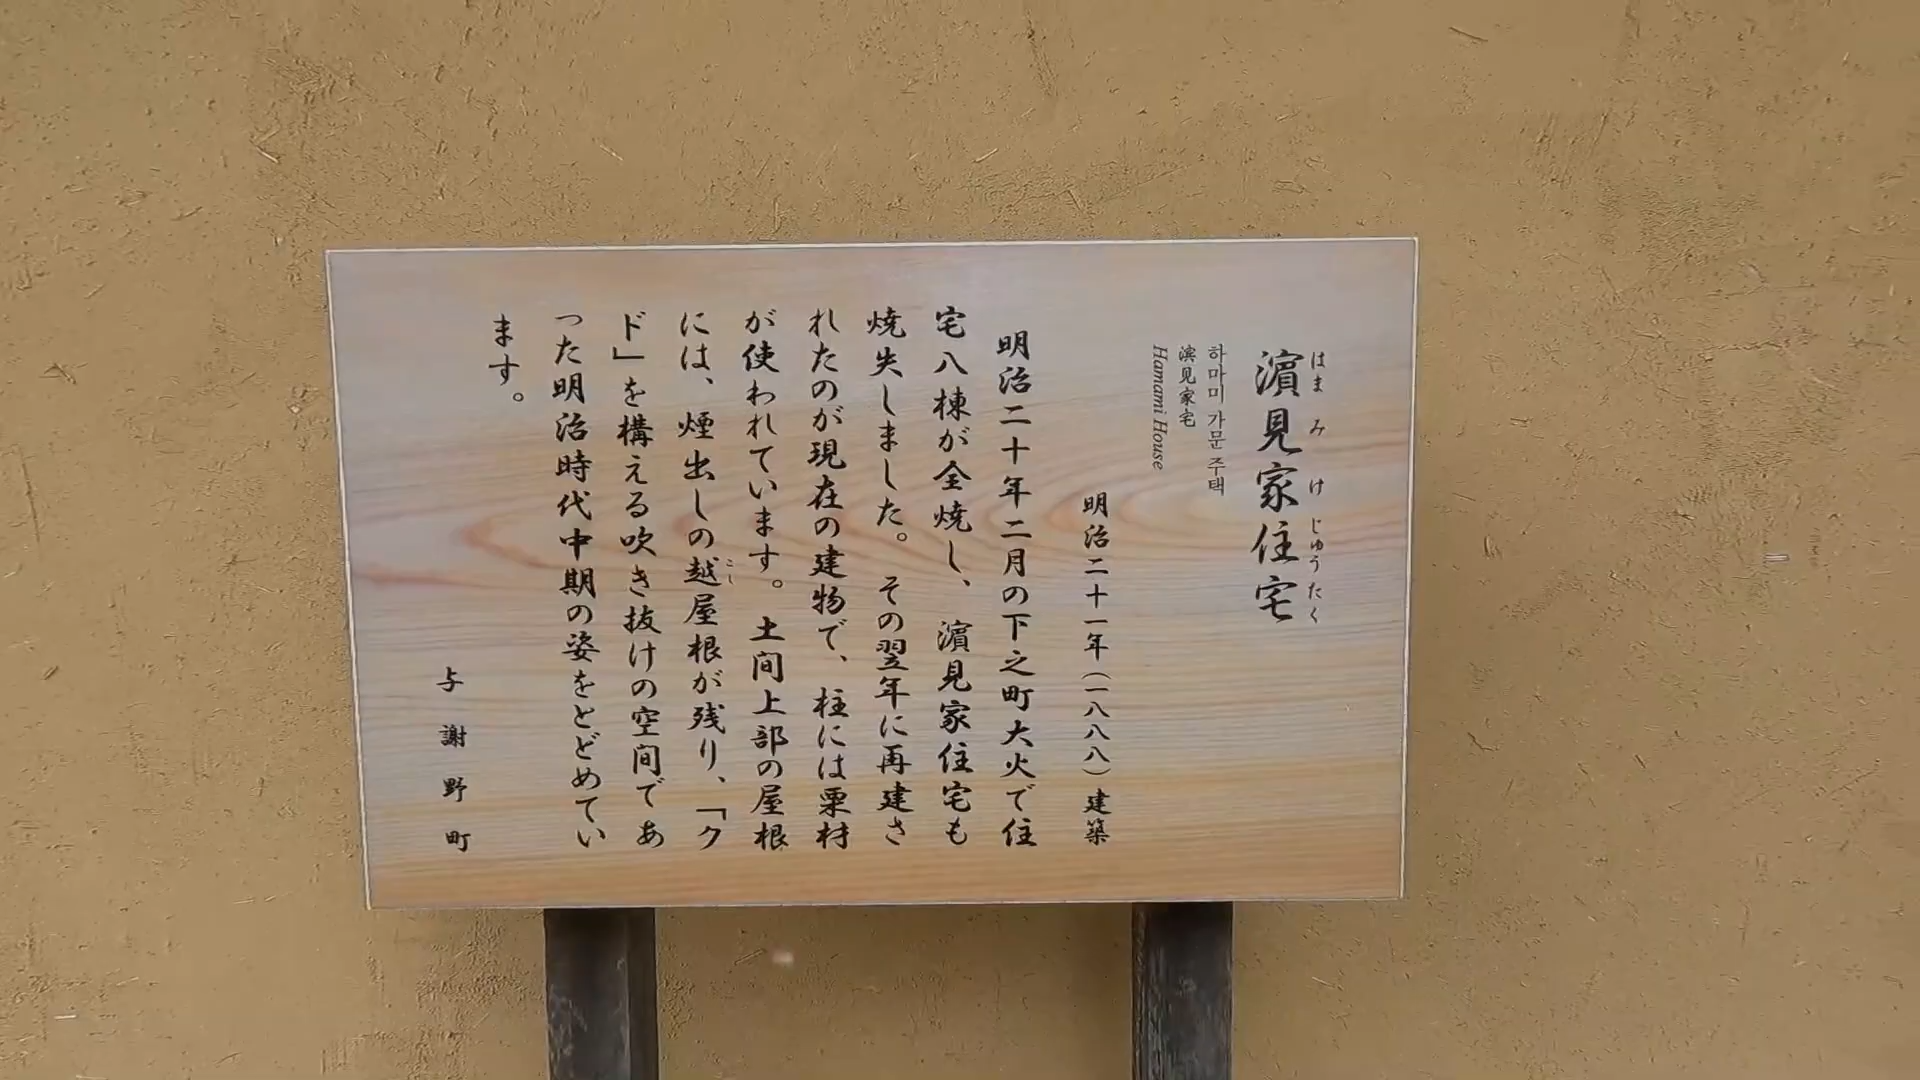 はまみけじゅうたく
濵見家住宅
하마미 가문 주택
滨见家宅
Hamami House
明治二十一年（一八八八）建築
明治二十年二月の下之町大火で住
宅八棟が全焼し、濵見家住宅も
焼失しました。その翌年に再建さ
れたのが現在の建物で、柱には栗材
が使われています。土間上部の屋根
こし
には、煙出しの越屋根が残り、「ク
ド」を構える吹き抜けの空間であ
った明治時代中期の姿をとどめてい
ます。
与謝野町